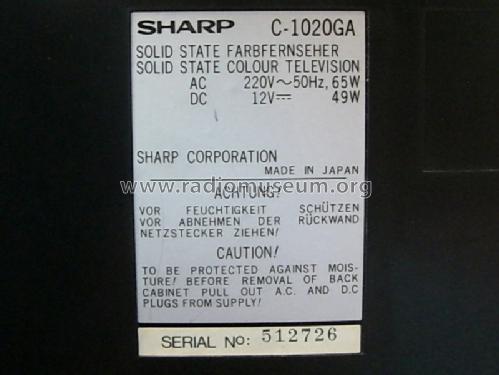 SHARP C-1020GA
SOLID STATE FARBFERNSEHER
SOLID STATE COLOUR TELEVISION
AC 220V~50Hz, 65W
DC 12V⎓ 49W
SHARP CORPORATION
MADE IN JAPAN
www.radiomuseum.org
ACHTUNG!
VOR FEUCHTIGKEIT SCHÜTZEN
VOR ABNEHMEN DER RÜCKWAND
NETZSTECKER ZIEHEN!
CAUTION!
TO BE PROTECTED AGAINST MOIS-
TURE! BEFORE REMOVAL OF BACK
CABINET PULL OUT A.C. AND D.C
PLUGS FROM SUPPLY!
SERIAL No: 512726